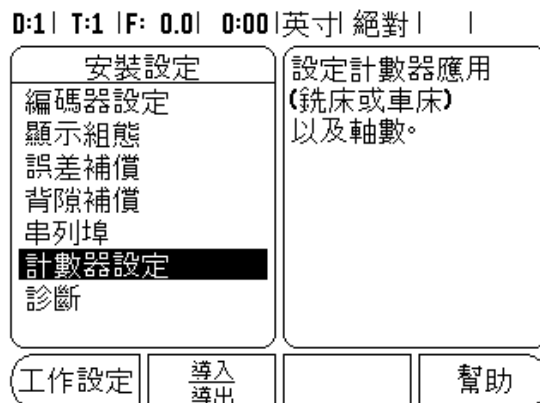 D:1| T:1 |F: 0.0| 0:00|英寸|絕對| |
安裝設定
編碼器設定
顯示組態
誤差補償
背隙補償
串列埠
計數器設定
診斷
設定計數器應用
(銑床或車床)
以及軸數。
工作設定
導入
導出
幫助